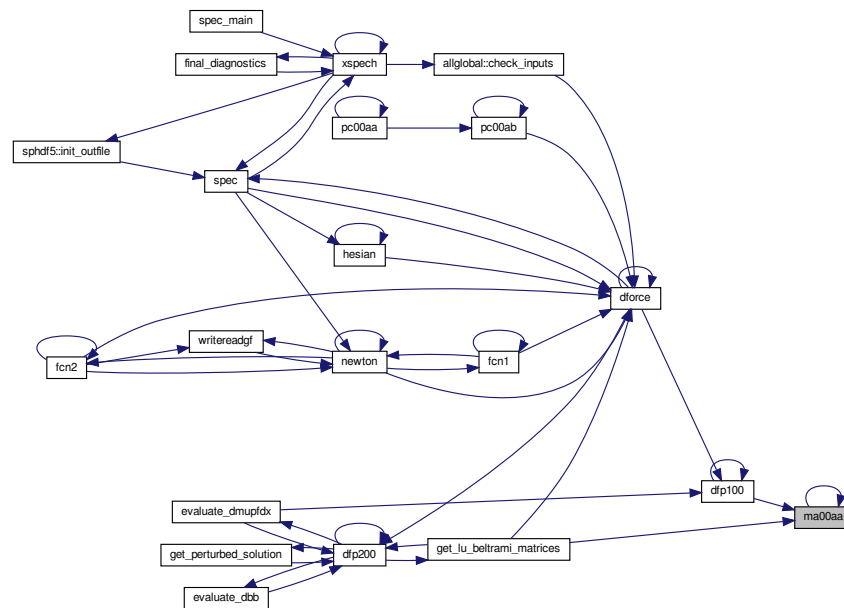 spec_main
final_diagnostics
xspech
allglobal::check_inputs
pc00aa
pc00ab
sphdf5::init_outfile
spec
hesian
dforce
writereadgf
fcn2
newton
fcn1
dfp100
evaluate_dmupfdx
ma00aa
get_perturbed_solution
dfp200
get_lu_beltrami_matrices
evaluate_dbb